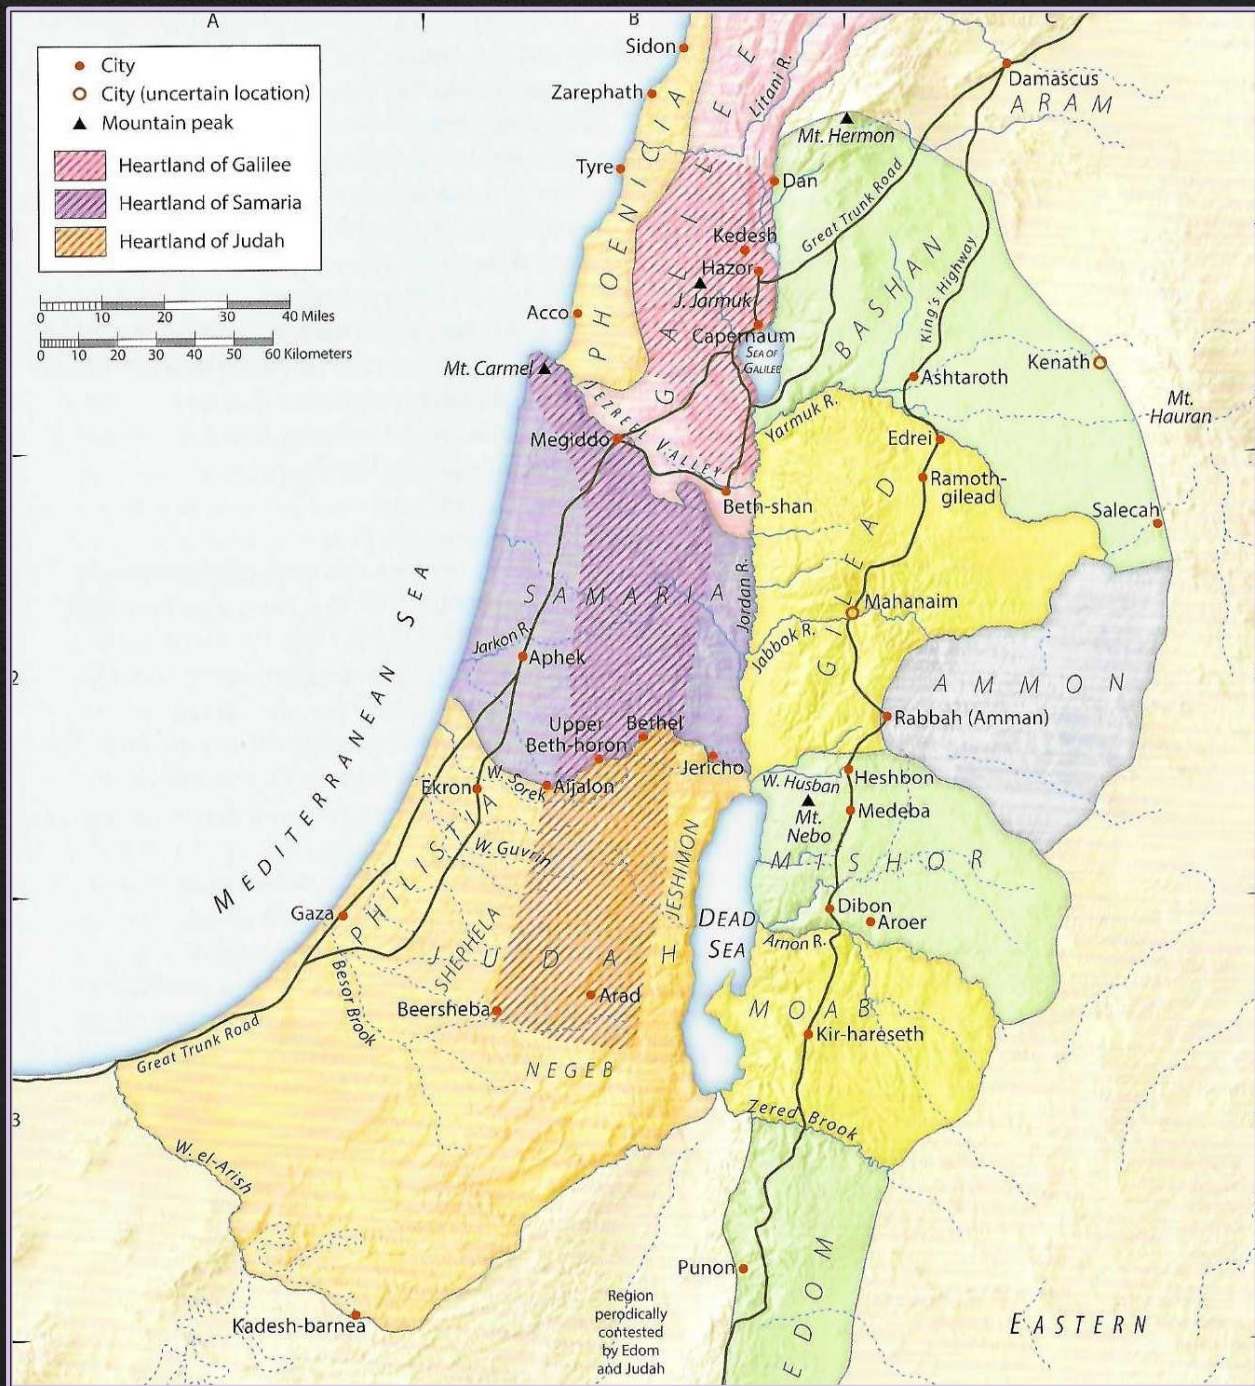 A
B
C
City
City (uncertain location)
Mountain peak
Heartland of Galilee
Heartland of Samaria
Heartland of Judah
0 10 20 30 40 Miles
0 10 20 30 40 50 60 Kilometers
Sidon
Zarephath
Tyre
Acco
PHOENICIA
GALILEE
Litani R.
Damascus
ARAM
Mt. Hermon
Dan
Great Trunk Road
Kedesh
Hazor
J. Jarmuk
Capernaum
SEA OF
GALILEE
BASHAN
King's Highway
Ashtaroth
Kenath
Mt.
Hauran
Mt. Carmel
JEZREEL VALLEY
Megiddo
Beth-shan
Yarmuk R.
Edrei
Ramoth-
gilead
Salecah
GILEAD
SAMARIA
Jordan R.
Mahanaim
Jabbok R.
Jarkon R.
Aphek
2
MEDITERRANEAN SEA
AMMON
Rabbah (Amman)
Upper
Beth-horon
Bethel
Jericho
W. Sorek
Aijalon
Ekron
W. Husban
Heshbon
Mt.
Nebo
Medeba
PHILISTIA
W. Guvrin
JESHIMON
MISHOR
Gaza
DEAD
SEA
Dibon
Aroer
Arnon R.
SHEPHELA
JUDAH
Besor Brook
Beersheba
Arad
MOAB
Kir-hareseth
Great Trunk Road
NEGEB
Zered Brook
3
W. el-Arish
Kadesh-barnea
Punon
Region
periodically
contested
by Edom
and Judah
EDOM
EASTERN